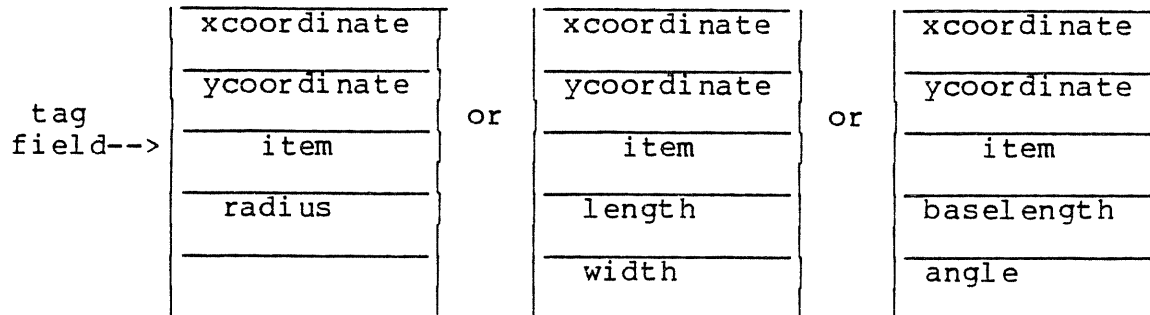 xcoordinate xcoordinate xcoordinate
ycoordinate ycoordinate ycoordinate
tag or or
field--> item item item
radius length baselength
width angle